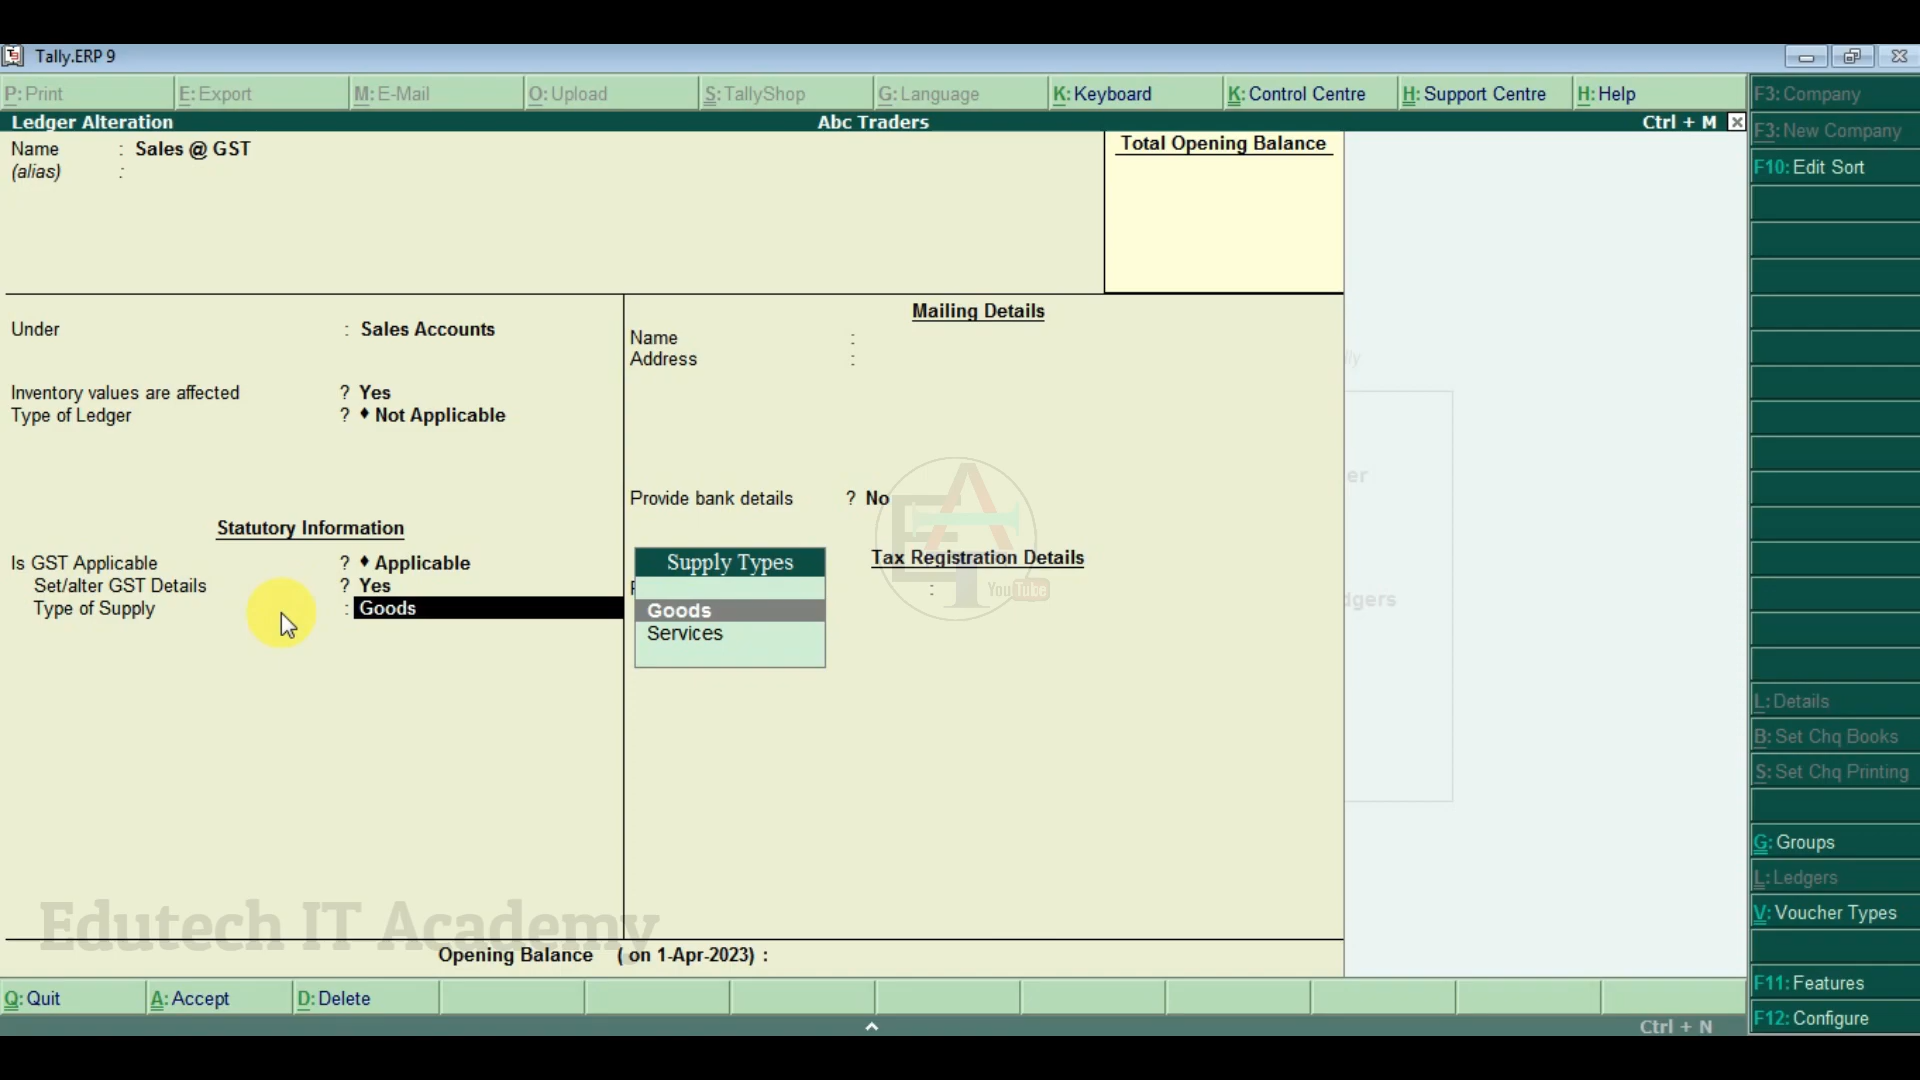 Tally.ERP 9
P: Print E: Export M: E-Mail O: Upload S: TallyShop G: Language K: Keyboard K: Control Centre H: Support Centre H: Help
Ledger Alteration Abc Traders Ctrl + M
Name : Sales @ GST
(alias) :
Total Opening Balance
Under : Sales Accounts
Inventory values are affected ? Yes
Type of Ledger ? ♦ Not Applicable
Statutory Information
Is GST Applicable ? ♦ Applicable
Set/alter GST Details ? Yes
Type of Supply : Goods
Mailing Details
Name :
Address :
Provide bank details ? No
Tax Registration Details
:
Supply Types
Goods
Services
YouTube
Edutech IT Academy
Opening Balance ( on 1-Apr-2023) :
Q: Quit A: Accept D: Delete
Ctrl + N
F3: Company
F3: New Company
F10: Edit Sort
L: Details
B: Set Chq Books
S: Set Chq Printing
G: Groups
L: Ledgers
V: Voucher Types
F11: Features
F12: Configure